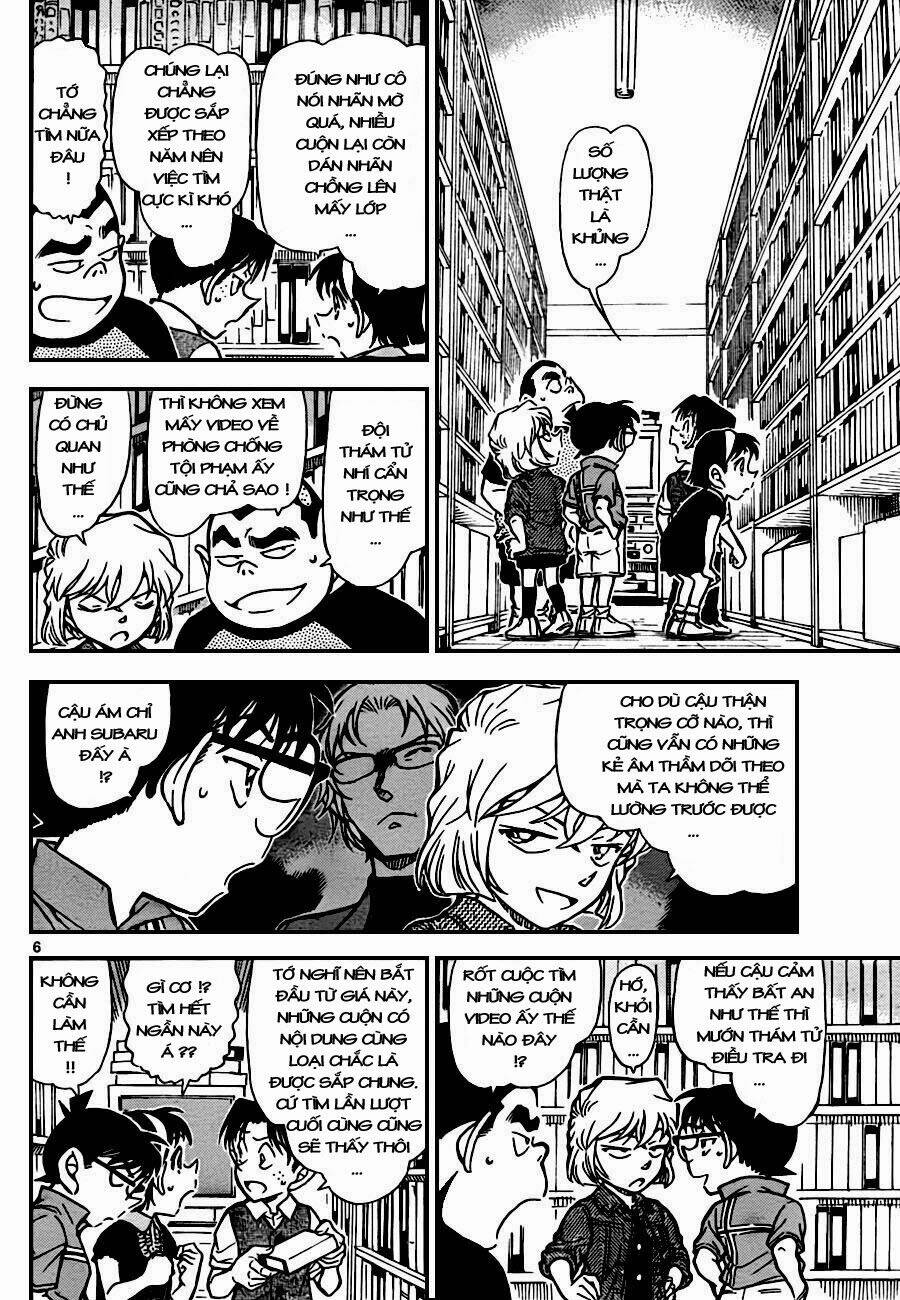 SỐ
LƯỢNG
THẬT
LÀ
KHỦNG
...
ĐÚNG NHƯ CÔ
NÓI NHÃN MỜ
QUÁ, NHIỀU
CUỘN LẠI CÒN
DÁN NHÃN
CHỒNG LÊN
MẤY LỚP
...
CHÚNG LẠI
CHẲNG
ĐƯỢC SẮP
XẾP THEO
NĂM NÊN
VIỆC TÌM
CỰC KÌ KHÓ
...
TỚ
CHẲNG
TÌM NỮA
ĐÂU
!
ĐỘI
THÁM TỬ
NHÍ CẨN
TRỌNG
NHƯ THẾ
...
THÌ KHÔNG XEM
MẤY VIDEO VỀ
PHÒNG CHỐNG
TỘI PHẠM ẤY
CŨNG CHẢ SAO !
ĐỪNG
CÓ CHỦ
QUAN
NHƯ
THẾ
...
CHO DÙ CẬU THẬN
TRỌNG CỠ NÀO, THÌ
CŨNG VẪN CÓ NHỮNG
KẺ ÂM THẦM DÕI THEO
MÀ TA KHÔNG THỂ
LƯỜNG TRƯỚC ĐƯỢC
...
CẬU ÁM CHỈ
ANH SUBARU
ĐẤY À
!?
6
NẾU CẬU CẢM
THẤY BẤT AN
NHƯ THẾ THÌ
MƯỚN THÁM TỬ
ĐIỀU TRA ĐI
...
HỚ,
KHỎI
CẦN
...
RỐT CUỘC TÌM
NHỮNG CUỘN
VIDEO ẤY THẾ
NÀO ĐÂY
!?
TỚ NGHĨ NÊN BẮT
ĐẦU TỪ GIÁ NÀY,
NHỮNG CUỘN CÓ
NỘI DUNG CÙNG
LOẠI CHẮC LÀ
ĐƯỢC SẮP CHUNG.
CỨ TÌM LẦN LƯỢT
CUỐI CÙNG CŨNG
SẼ THẤY THÔI
...
GÌ CƠ !?
TÌM HẾT
NGẦN NÀY
Á ??
KHÔNG
CẦN
LÀM
THẾ
!!